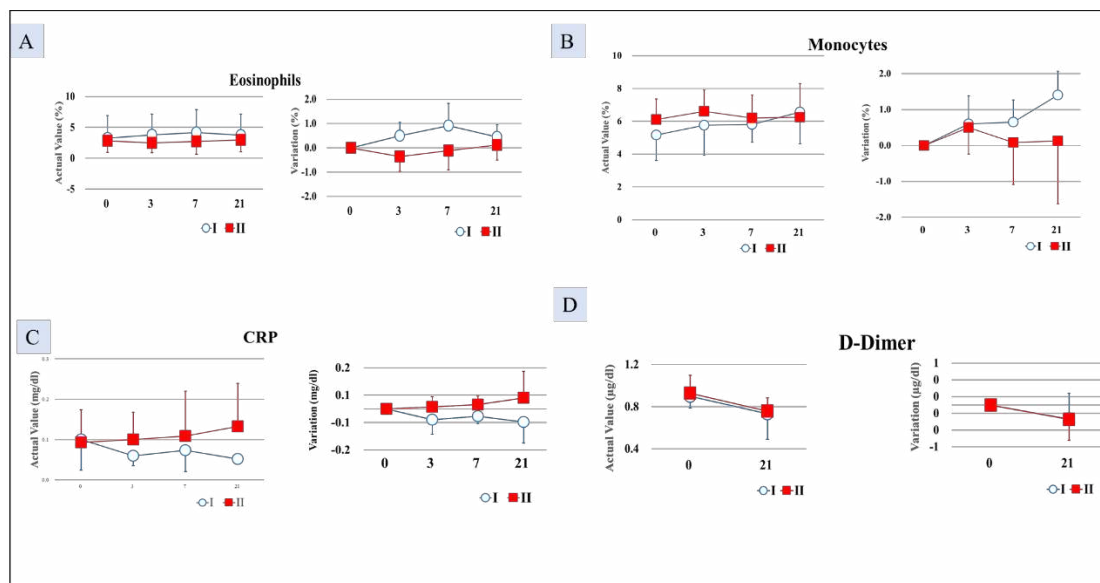 A
Eosinophils
Actual Value (%)
10
5
0
-5
0 3 7 21
I II
Variation (%)
2.0
1.0
0.0
-1.0
-2.0
0 3 7 21
I II
B
Monocytes
Actual Value (%)
10
8
6
4
2
0
0 3 7 21
I II
Variation (%)
2.0
1.0
0.0
-1.0
-2.0
0 3 7 21
I II
C
CRP
Actual Value (mg/dl)
0.3
0.2
0.1
0.0
0 3 7 21
I II
Variation (mg/dl)
0.2
0.1
-0.1
-0.2
0 3 7 21
I II
D
D-Dimer
Actual Value (µg/dl)
1.2
0.8
0.4
0 21
I II
Variation (µg/dl)
1
0
0
0
0
-1
0 21
I II